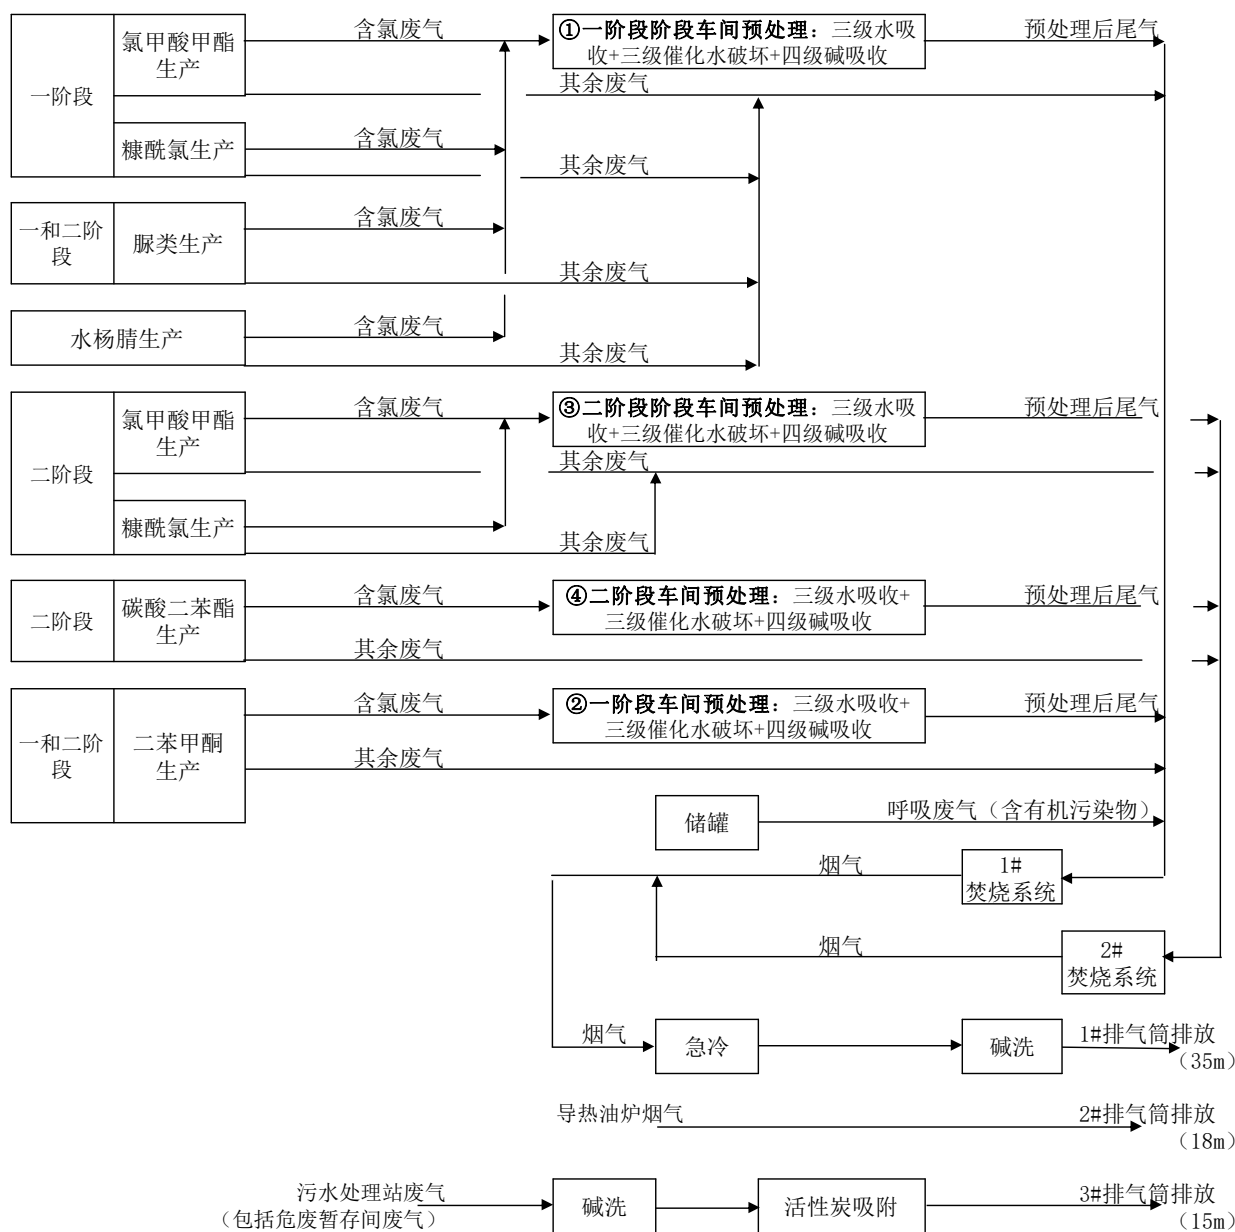 含氯废气
①一阶段阶段车间预处理：三级水吸
收+三级催化水破坏+四级碱吸收
预处理后尾气
氯甲酸甲酯
生产
其余废气
一阶段
含氯废气
糠酰氯生产
其余废气
一和二阶
段
脲类生产
含氯废气
其余废气
水杨腈生产
含氯废气
其余废气
含氯废气
③二阶段阶段车间预处理：三级水吸
收+三级催化水破坏+四级碱吸收
预处理后尾气
氯甲酸甲酯
生产
其余废气
二阶段
糠酰氯生产
其余废气
二阶段
碳酸二苯酯
生产
含氯废气
④二阶段车间预处理：三级水吸收+
三级催化水破坏+四级碱吸收
预处理后尾气
其余废气
含氯废气
②一阶段车间预处理：三级水吸收+
三级催化水破坏+四级碱吸收
预处理后尾气
一和二阶
段
二苯甲酮
生产
其余废气
储罐
呼吸废气（含有机污染物）
烟气
1#
焚烧系统
烟气
2#
焚烧系统
烟气
急冷
碱洗
1#排气筒排放
（35m）
导热油炉烟气
2#排气筒排放
（18m）
污水处理站废气
（包括危废暂存间废气）
碱洗
活性炭吸附
3#排气筒排放
（15m）